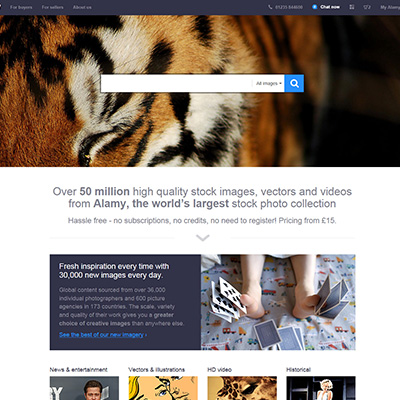 For buyers For sellers About us 01235 844608 Chat now My Alamy
All images
Over 50 million high quality stock images, vectors and videos
from Alamy, the world's largest stock photo collection
Hassle free - no subscriptions, no credits, no need to register! Pricing from £15.
Fresh inspiration every time with
30,000 new images every day.
Global content sourced from over 36,000
individual photographers and 600 picture
agencies in 173 countries. The scale, variety
and quality of their work gives you a
greater choice of creative images than anywhere else.
See the best of our new imagery ›
News & entertainment Vectors & illustrations HD video Historical